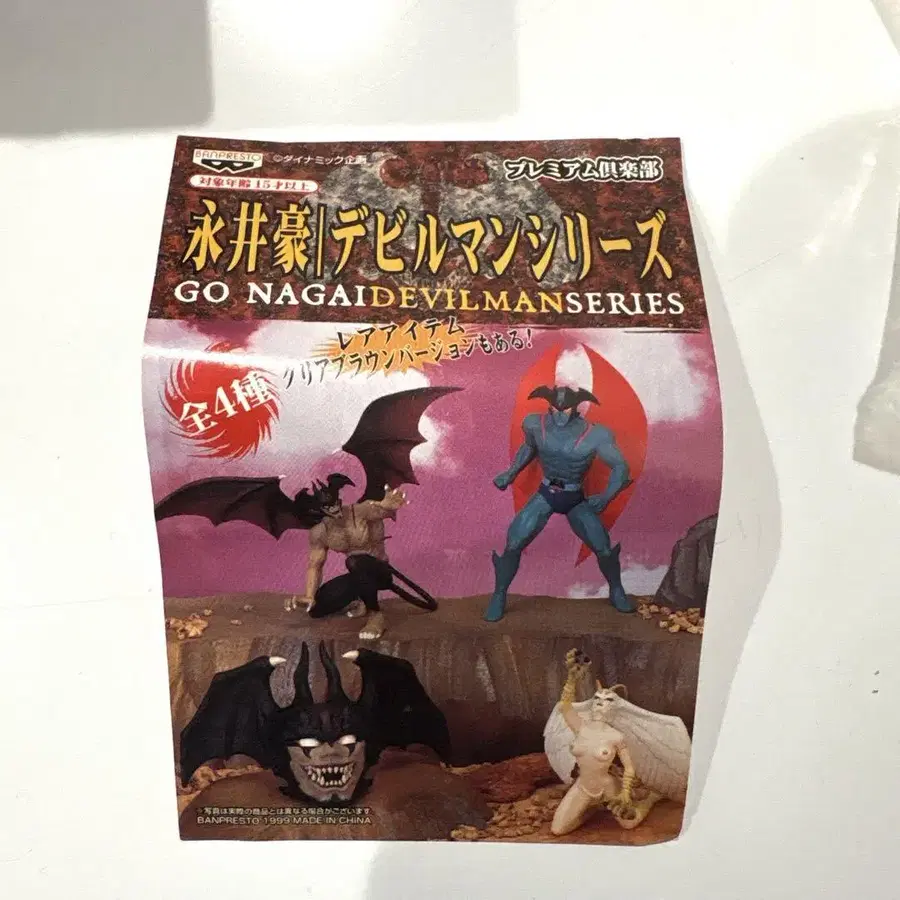 BANPRESTO
©ダイナミック企画
プレミアム倶楽部
対象年齢15才以上
永井豪|デビルマンシリーズ
GO NAGAIDEVILMANSERIES
レアアイテム
クリアブラウンバージョンもある!
全4種
※写真は実際の商品とは異なる場合がございます
BANPRESTO 1999 MADE IN CHINA